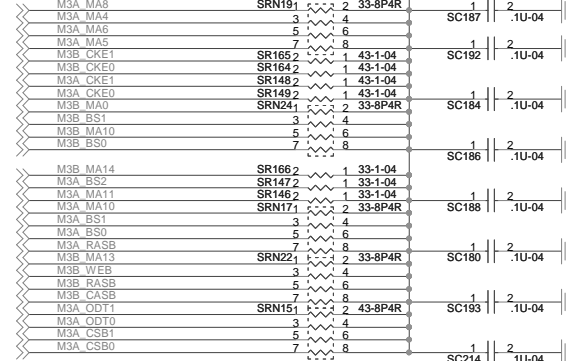 M3A_MA8 SRN19 1 2 33-8P4R
M3A_MA4 3 4 SC187 1 2 .1U-04
M3A_MA6 5 6
M3A_MA5 7 8
M3B_CKE1 SR165 2 1 43-1-04 SC192 1 2 .1U-04
M3B_CKE0 SR164 2 1 43-1-04
M3A_CKE1 SR148 2 1 43-1-04
M3A_CKE0 SR149 2 1 43-1-04
M3B_MA0 SRN24 1 2 33-8P4R SC184 1 2 .1U-04
M3B_BS1 3 4
M3B_MA10 5 6
M3B_BS0 7 8
SC186 1 2 .1U-04
M3B_MA14 SR166 2 1 33-1-04
M3A_BS2 SR147 2 1 33-1-04
M3A_MA11 SR146 2 1 33-1-04
M3A_MA10 SRN17 1 2 33-8P4R SC188 1 2 .1U-04
M3A_BS1 3 4
M3A_BS0 5 6
M3A_RASB 7 8
M3B_MA13 SRN22 1 2 33-8P4R SC180 1 2 .1U-04
M3B_WEB 3 4
M3B_RASB 5 6
M3B_CASB 7 8
M3A_ODT1 SRN15 1 2 43-8P4R SC193 1 2 .1U-04
M3A_ODT0 3 4
M3A_CSB1 5 6
M3A_CSB0 7 8
SC214 1 2 .1U-04